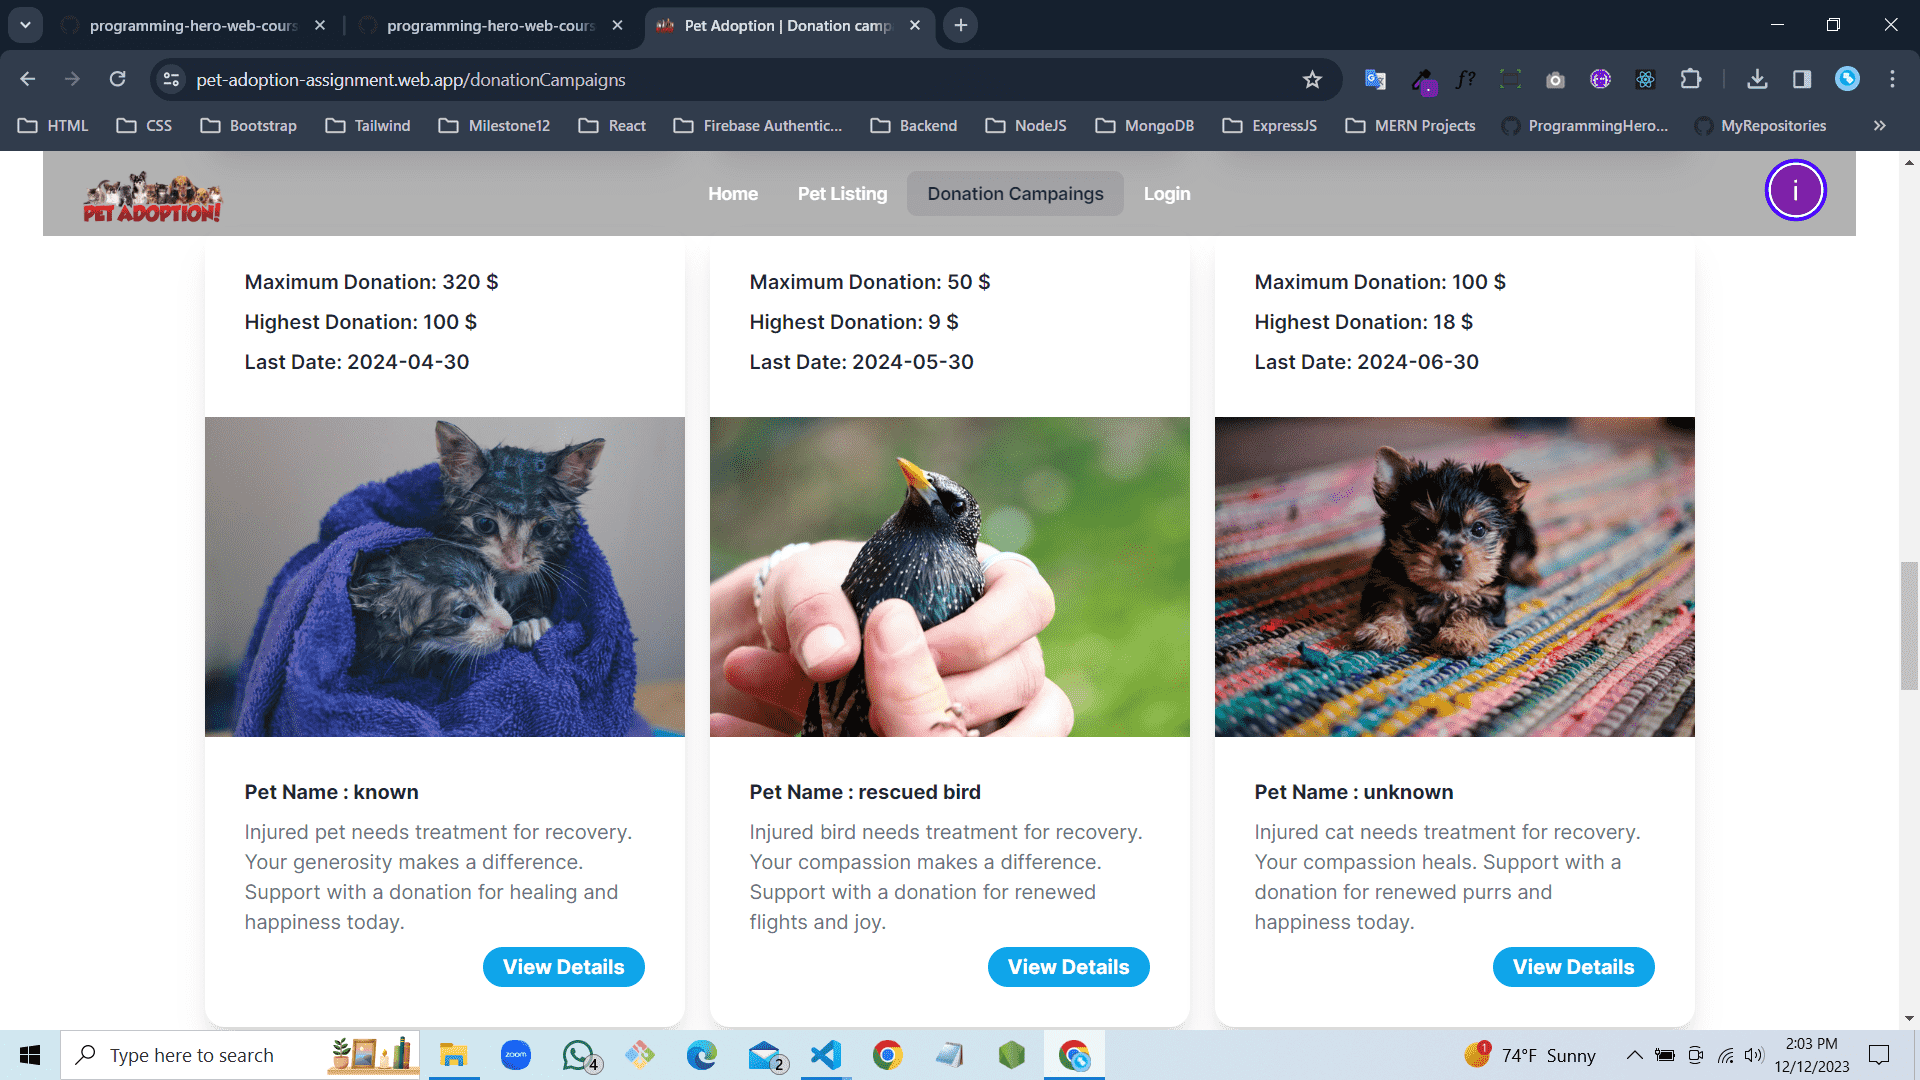 programming-hero-web-cours
programming-hero-web-cours
Pet Adoption | Donation camp
pet-adoption-assignment.web.app/donationCampaigns
HTML
CSS
Bootstrap
Tailwind
Milestone12
React
Firebase Authentic...
Backend
NodeJS
MongoDB
ExpressJS
MERN Projects
ProgrammingHero...
MyRepositories
PET ADOPTION!
Home
Pet Listing
Donation Campaings
Login
i
Maximum Donation: 320 $
Highest Donation: 100 $
Last Date: 2024-04-30
Maximum Donation: 50 $
Highest Donation: 9 $
Last Date: 2024-05-30
Maximum Donation: 100 $
Highest Donation: 18 $
Last Date: 2024-06-30
Pet Name : known
Injured pet needs treatment for recovery.
Your generosity makes a difference.
Support with a donation for healing and
happiness today.
View Details
Pet Name : rescued bird
Injured bird needs treatment for recovery.
Your compassion makes a difference.
Support with a donation for renewed
flights and joy.
View Details
Pet Name : unknown
Injured cat needs treatment for recovery.
Your compassion heals. Support with a
donation for renewed purrs and
happiness today.
View Details
Type here to search
zoom
4
2
1
74°F Sunny
2:03 PM
12/12/2023